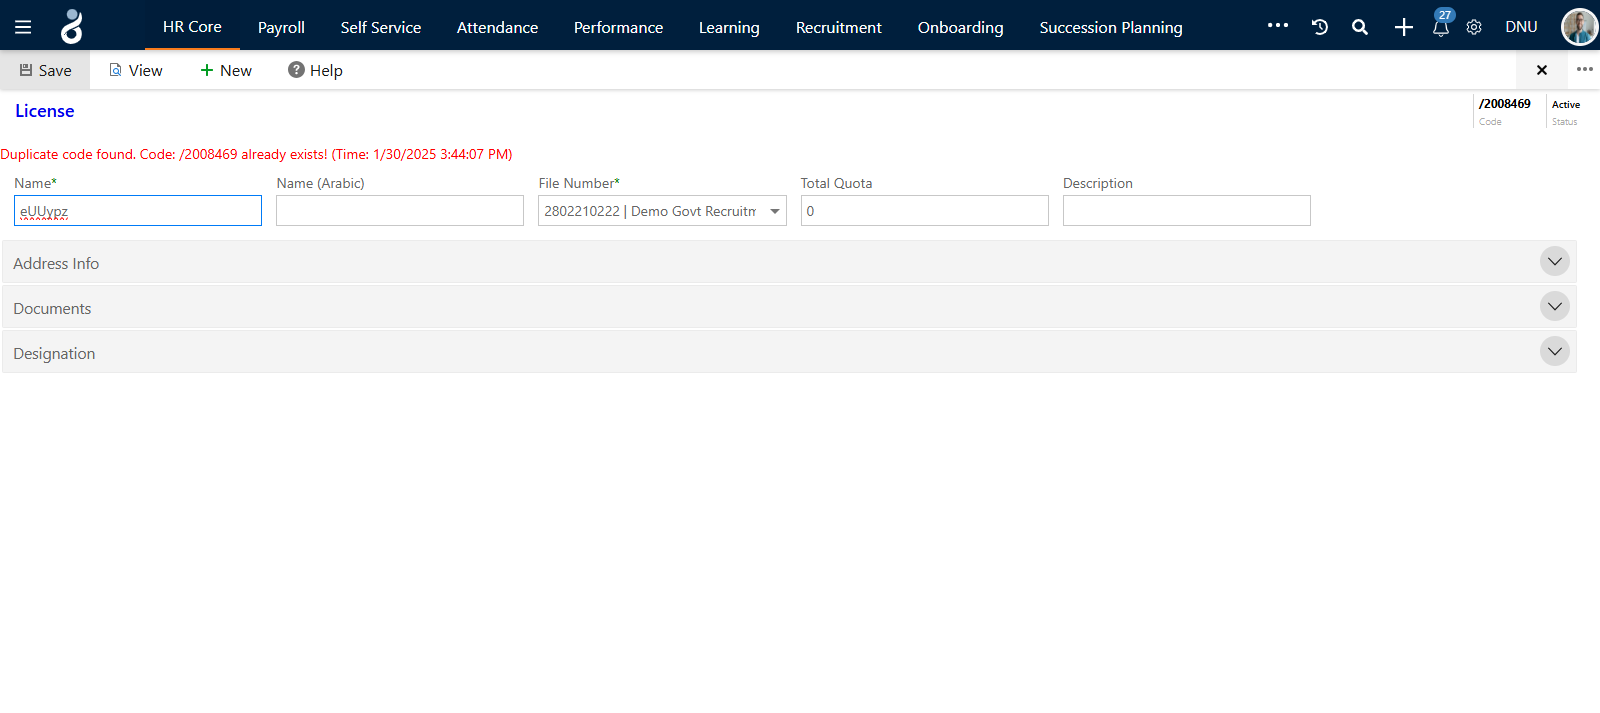 HR Core Payroll Self Service Attendance Performance Learning Recruitment Onboarding Succession Planning 27 DNU
Save View New Help
License
/2008469 Active
Code Status
Duplicate code found. Code: /2008469 already exists! (Time: 1/30/2025 3:44:07 PM)
Name* Name (Arabic) File Number* Total Quota Description
eUUypz 2802210222 | Demo Govt Recruitm 0
Address Info
Documents
Designation